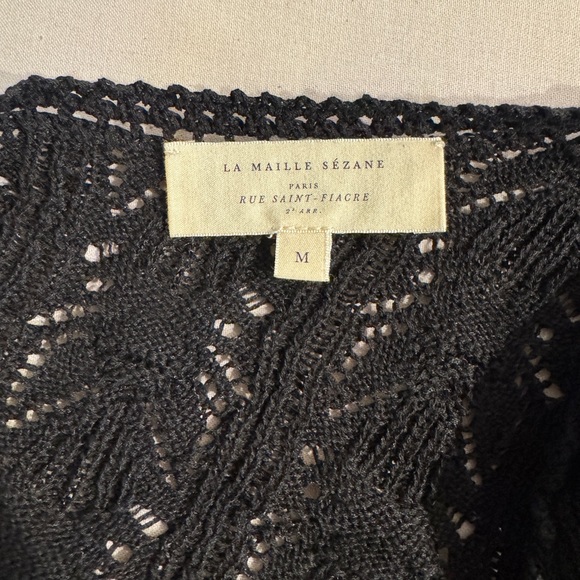 LA MAILLE SÉZANE
PARIS
RUE SAINT-FIACRE
2ᵉ ARR.
M